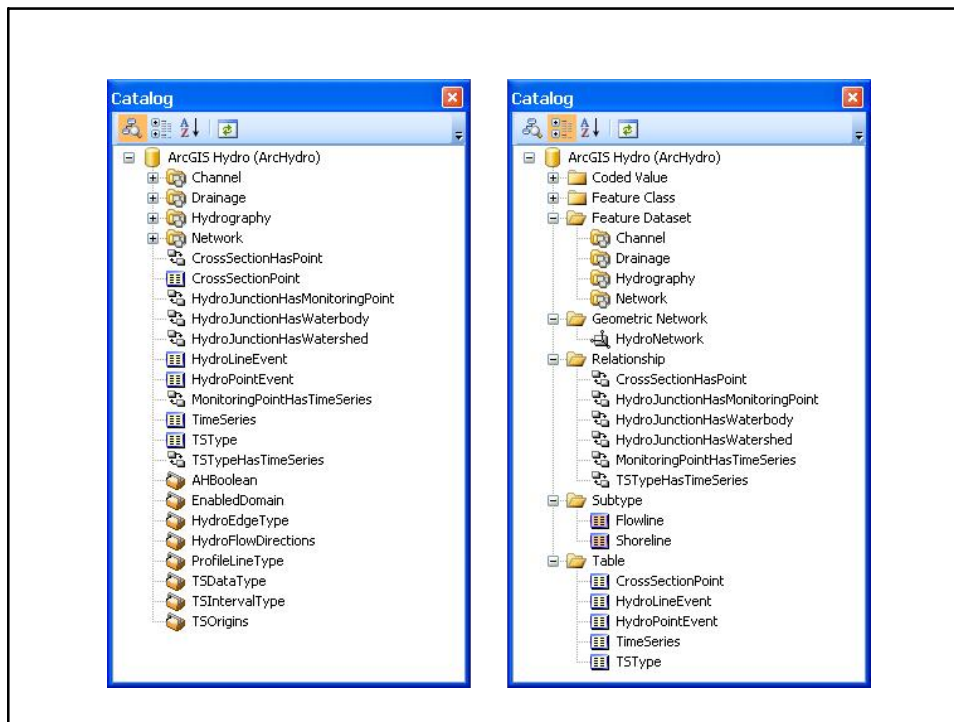 Catalog
ArcGIS Hydro (ArcHydro)
Channel
Drainage
Hydrography
Network
CrossSectionHasPoint
CrossSectionPoint
HydroJunctionHasMonitoringPoint
HydroJunctionHasWaterbody
HydroJunctionHasWatershed
HydroLineEvent
HydroPointEvent
MonitoringPointHasTimeSeries
TimeSeries
TSType
TSTypeHasTimeSeries
AHBoolean
EnabledDomain
HydroEdgeType
HydroFlowDirections
ProfileLineType
TSDataType
TSIntervalType
TSOrigins
Catalog
ArcGIS Hydro (ArcHydro)
Coded Value
Feature Class
Feature Dataset
Channel
Drainage
Hydrography
Network
Geometric Network
HydroNetwork
Relationship
CrossSectionHasPoint
HydroJunctionHasMonitoringPoint
HydroJunctionHasWaterbody
HydroJunctionHasWatershed
MonitoringPointHasTimeSeries
TSTypeHasTimeSeries
Subtype
Flowline
Shoreline
Table
CrossSectionPoint
HydroLineEvent
HydroPointEvent
TimeSeries
TSType